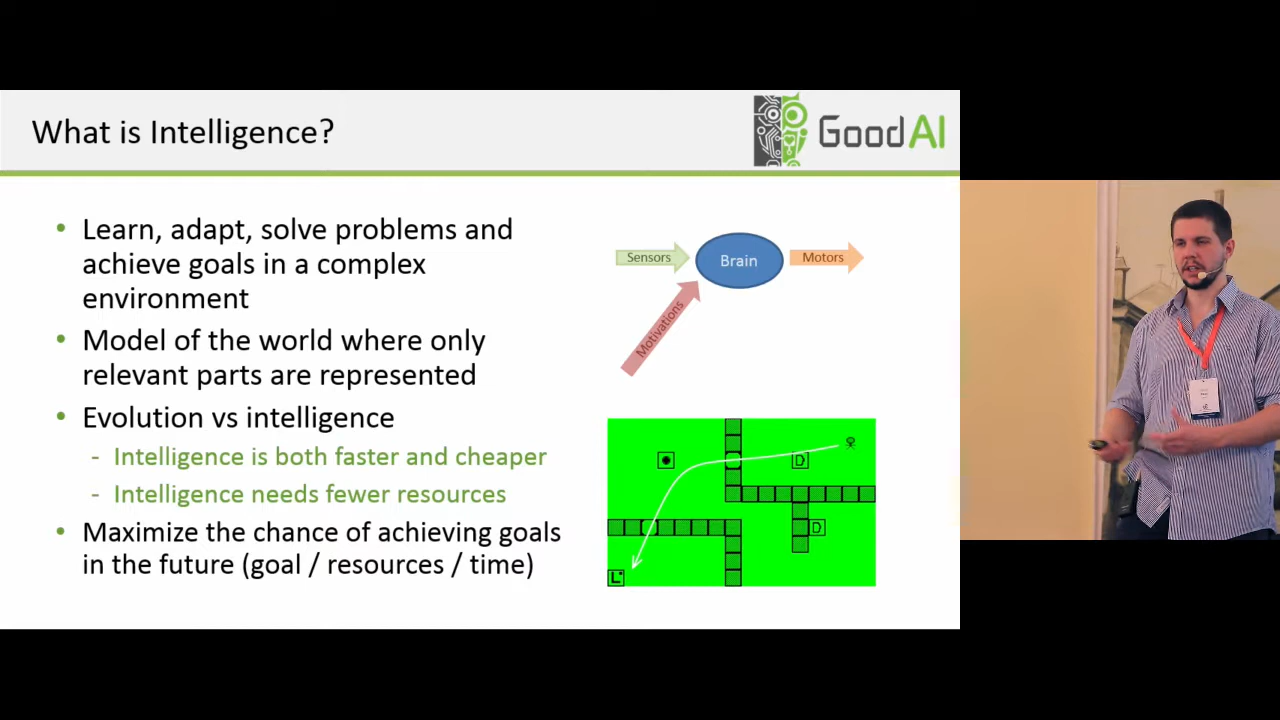 What is Intelligence?
GoodAI
• Learn, adapt, solve problems and
achieve goals in a complex
environment
• Model of the world where only
relevant parts are represented
• Evolution vs intelligence
- Intelligence is both faster and cheaper
- Intelligence needs fewer resources
• Maximize the chance of achieving goals
in the future (goal / resources / time)
Sensors
Brain
Motors
Motivations
D
D
L